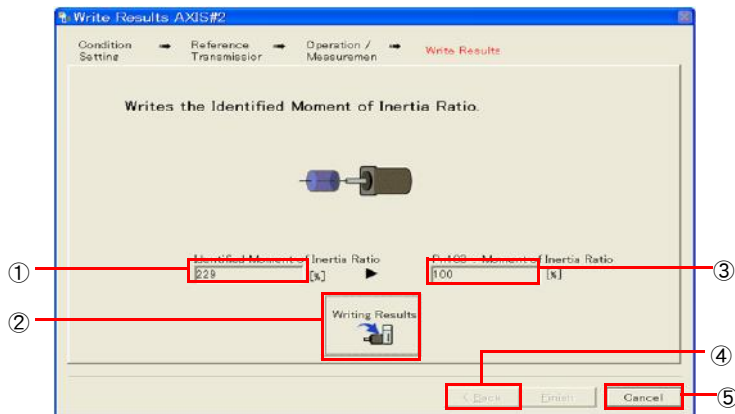 Write Results AXIS#2
Condition Setting → Reference Transmissior → Operation / Measuremen → Write Results
Writes the Identified Moment of Inertia Ratio.
Identified Moment of Inertia Ratio
Pn103 : Moment of Inertia Ratio
① 229 [%] ► 100 [%] ③
② Writing Results
④
< Back Finish Cancel ⑤